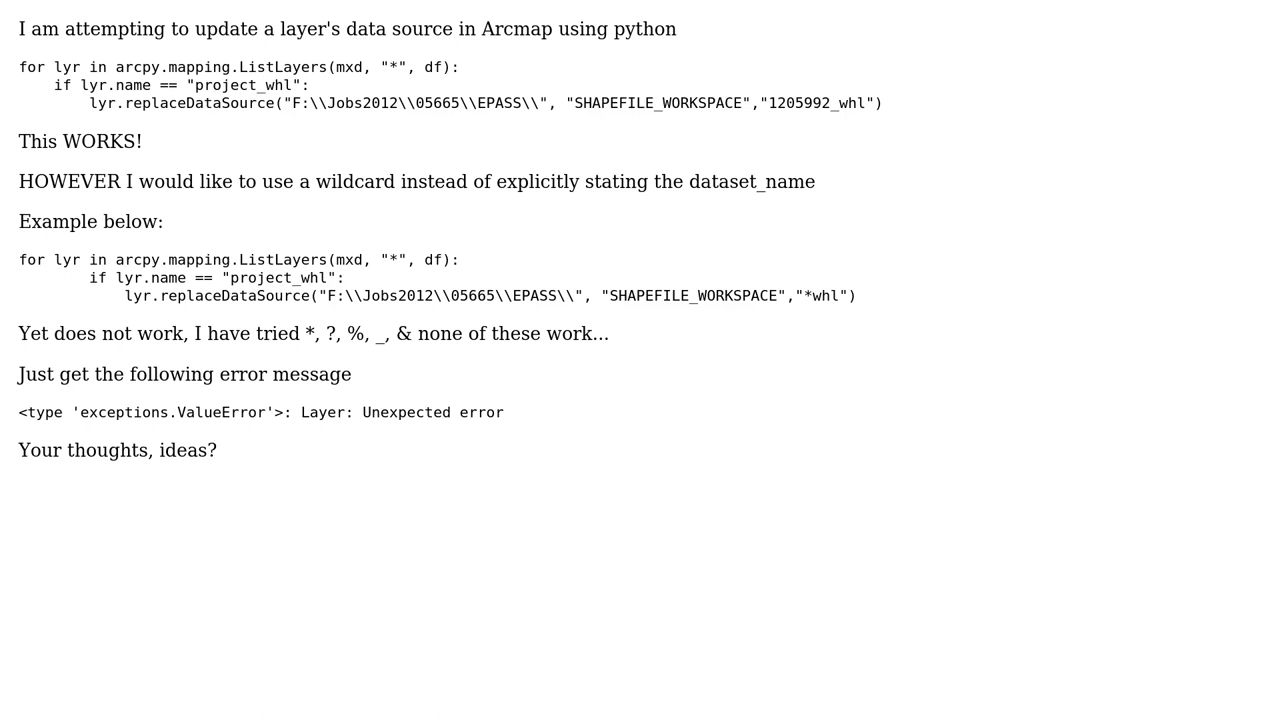 I am attempting to update a layer's data source in Arcmap using python
for lyr in arcpy.mapping.ListLayers(mxd, "*", df):
    if lyr.name == "project_whl":
        lyr.replaceDataSource("F:\\Jobs2012\\05665\\EPASS\\", "SHAPEFILE_WORKSPACE","1205992_whl")
This WORKS!
HOWEVER I would like to use a wildcard instead of explicitly stating the dataset_name
Example below:
for lyr in arcpy.mapping.ListLayers(mxd, "*", df):
        if lyr.name == "project_whl":
            lyr.replaceDataSource("F:\\Jobs2012\\05665\\EPASS\\", "SHAPEFILE_WORKSPACE","*whl")
Yet does not work, I have tried *, ?, %, _, & none of these work...
Just get the following error message
<type 'exceptions.ValueError'>: Layer: Unexpected error
Your thoughts, ideas?